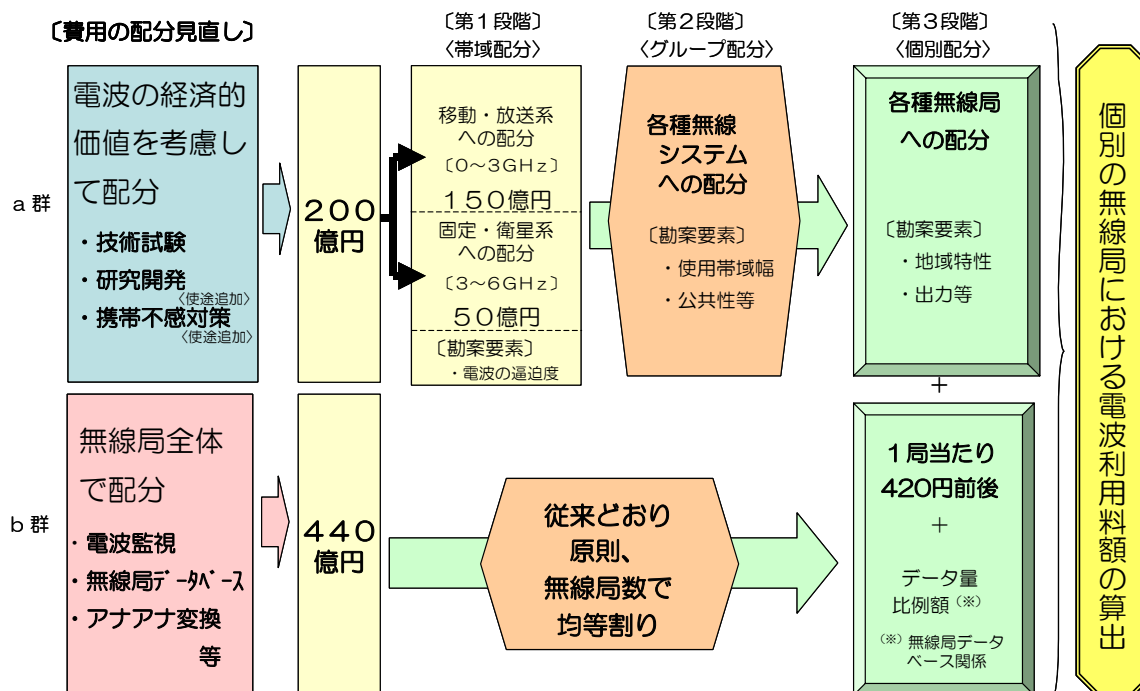 〔費用の配分見直し〕
〔第１段階〕
〈帯域配分〉
〔第２段階〕
〈グループ配分〉
〔第３段階〕
〈個別配分〉
a 群
電波の経済的
価値を考慮し
て配分
・技術試験
・研究開発
〈使途追加〉
・携帯不感対策
〈使途追加〉
２００
億円
移動・放送系
への配分
〔０～３GHz〕
１５０億円
固定・衛星系
への配分
〔３～６GHz〕
５０億円
〔勘案要素〕
・電波の逼迫度
各種無線
システム
への配分
〔勘案要素〕
・使用帯域幅
・公共性等
各種無線局
への配分
〔勘案要素〕
・地域特性
・出力等
＋
b 群
無線局全体
で配分
・電波監視
・無線局ﾃﾞｰﾀﾍﾞｰｽ
・アナアナ変換
等
４４０
億円
従来どおり
原則、
無線局数で
均等割り
１局当たり
420円前後
＋
データ量
比例額（※）
（※）無線局データ
ベース関係
個別の無線局における電波利用料額の算出